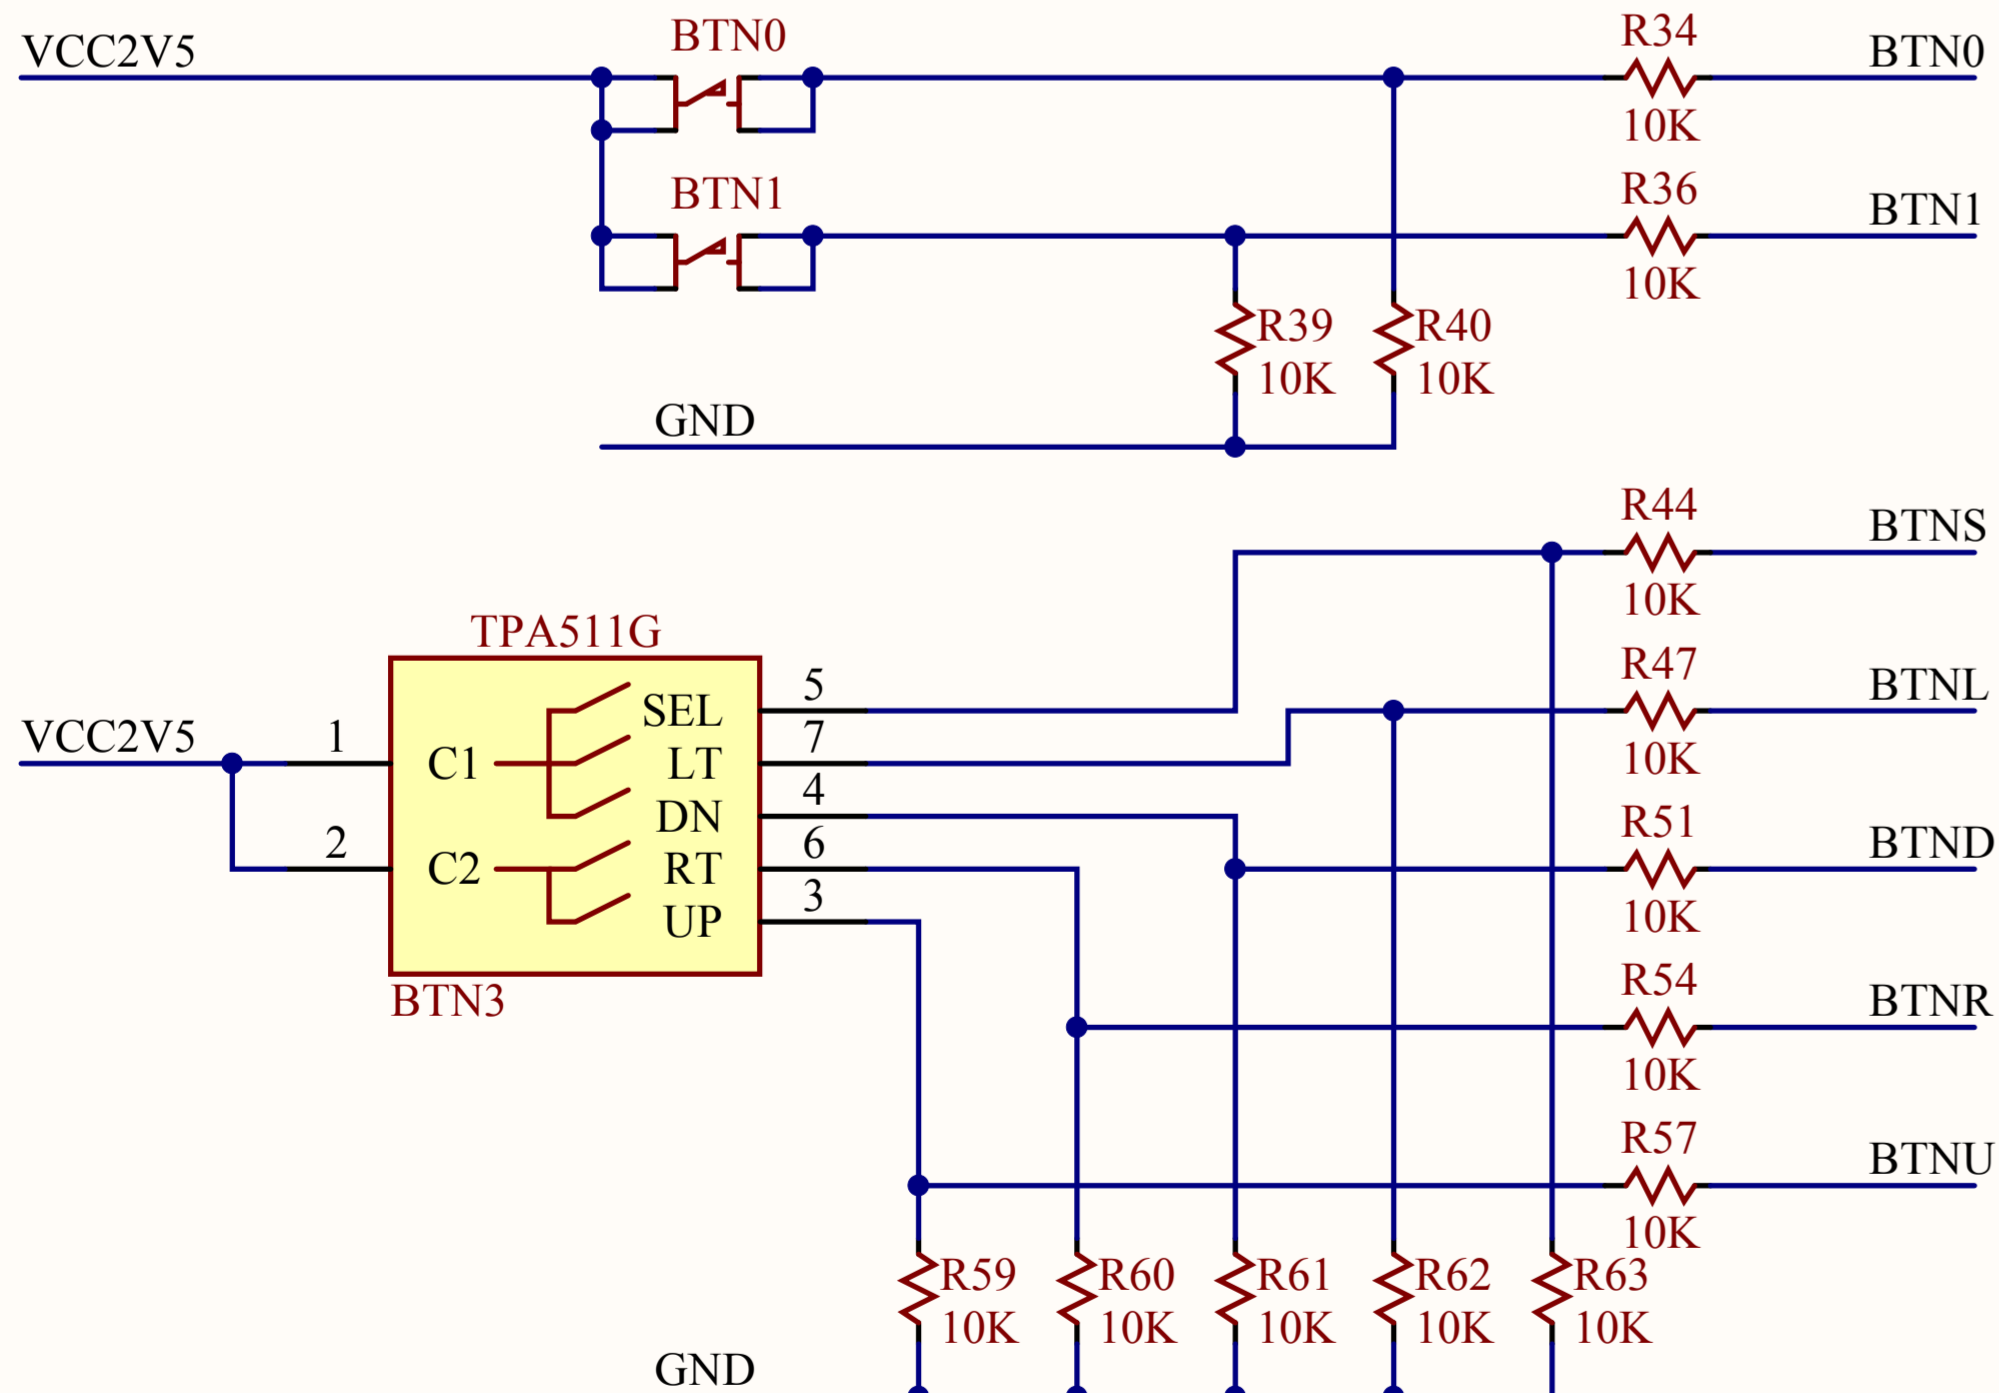 VCC2V5
BTN0
R34
10K
BTN0
BTN1
R36
10K
BTN1
R39
10K
R40
10K
GND
R44
10K
BTNS
TPA511G
VCC2V5
1
2
C1
C2
SEL
LT
DN
RT
UP
5
7
4
6
3
BTN3
R47
10K
BTNL
R51
10K
BTND
R54
10K
BTNR
R57
10K
BTNU
R59
10K
R60
10K
R61
10K
R62
10K
R63
10K
GND